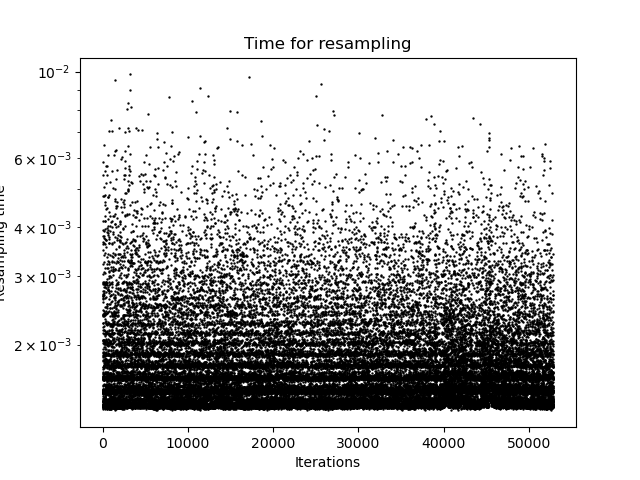 Time for resampling
10⁻²
6 × 10⁻³
4 × 10⁻³
3 × 10⁻³
2 × 10⁻³
Resampling time
0 10000 20000 30000 40000 50000
Iterations